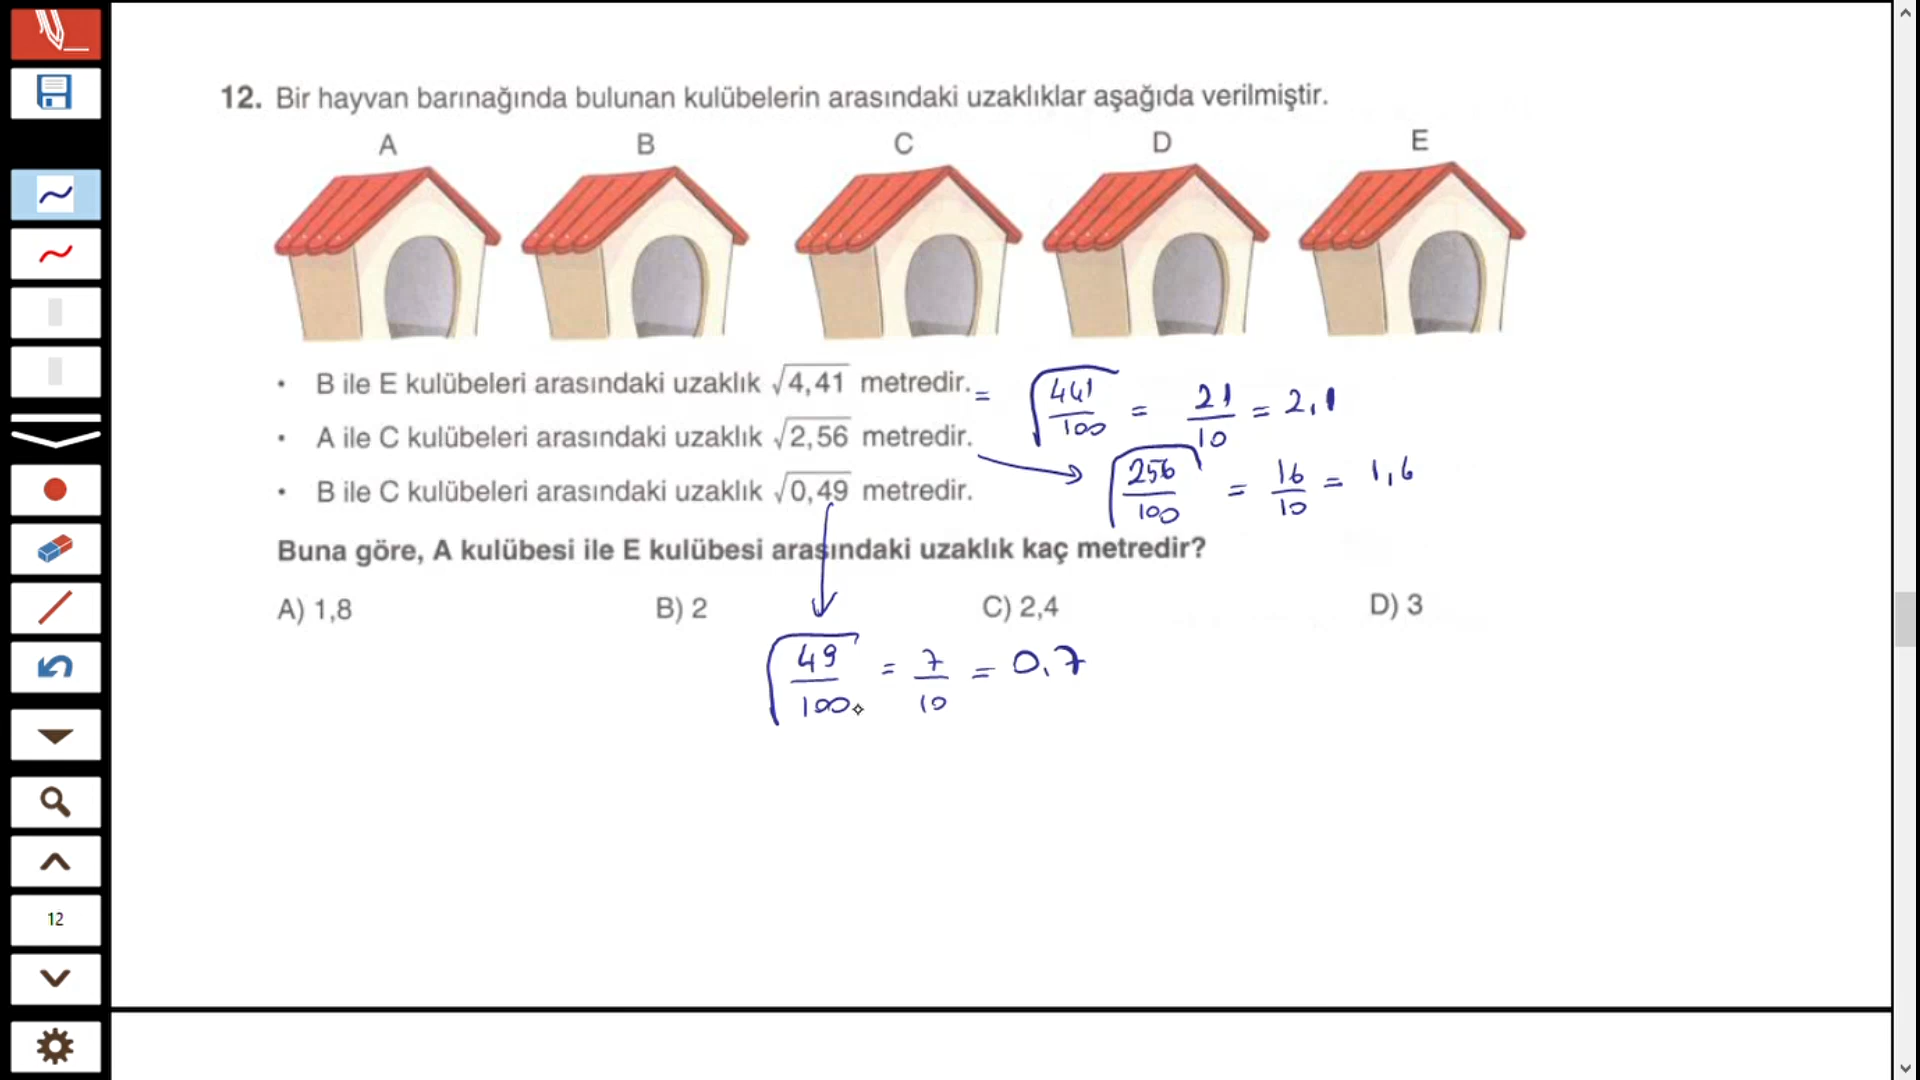 12. Bir hayvan barınağında bulunan kulübelerin arasındaki uzaklıklar aşağıda verilmiştir.
A B C D E
• B ile E kulübeleri arasındaki uzaklık √4,41 metredir. = √441/100 = 21/10 = 2,1
• A ile C kulübeleri arasındaki uzaklık √2,56 metredir. → √256/100 = 16/10 = 1,6
• B ile C kulübeleri arasındaki uzaklık √0,49 metredir.
Buna göre, A kulübesi ile E kulübesi arasındaki uzaklık kaç metredir?
A) 1,8 B) 2 C) 2,4 D) 3
√49/100 = 7/10 = 0,7
12